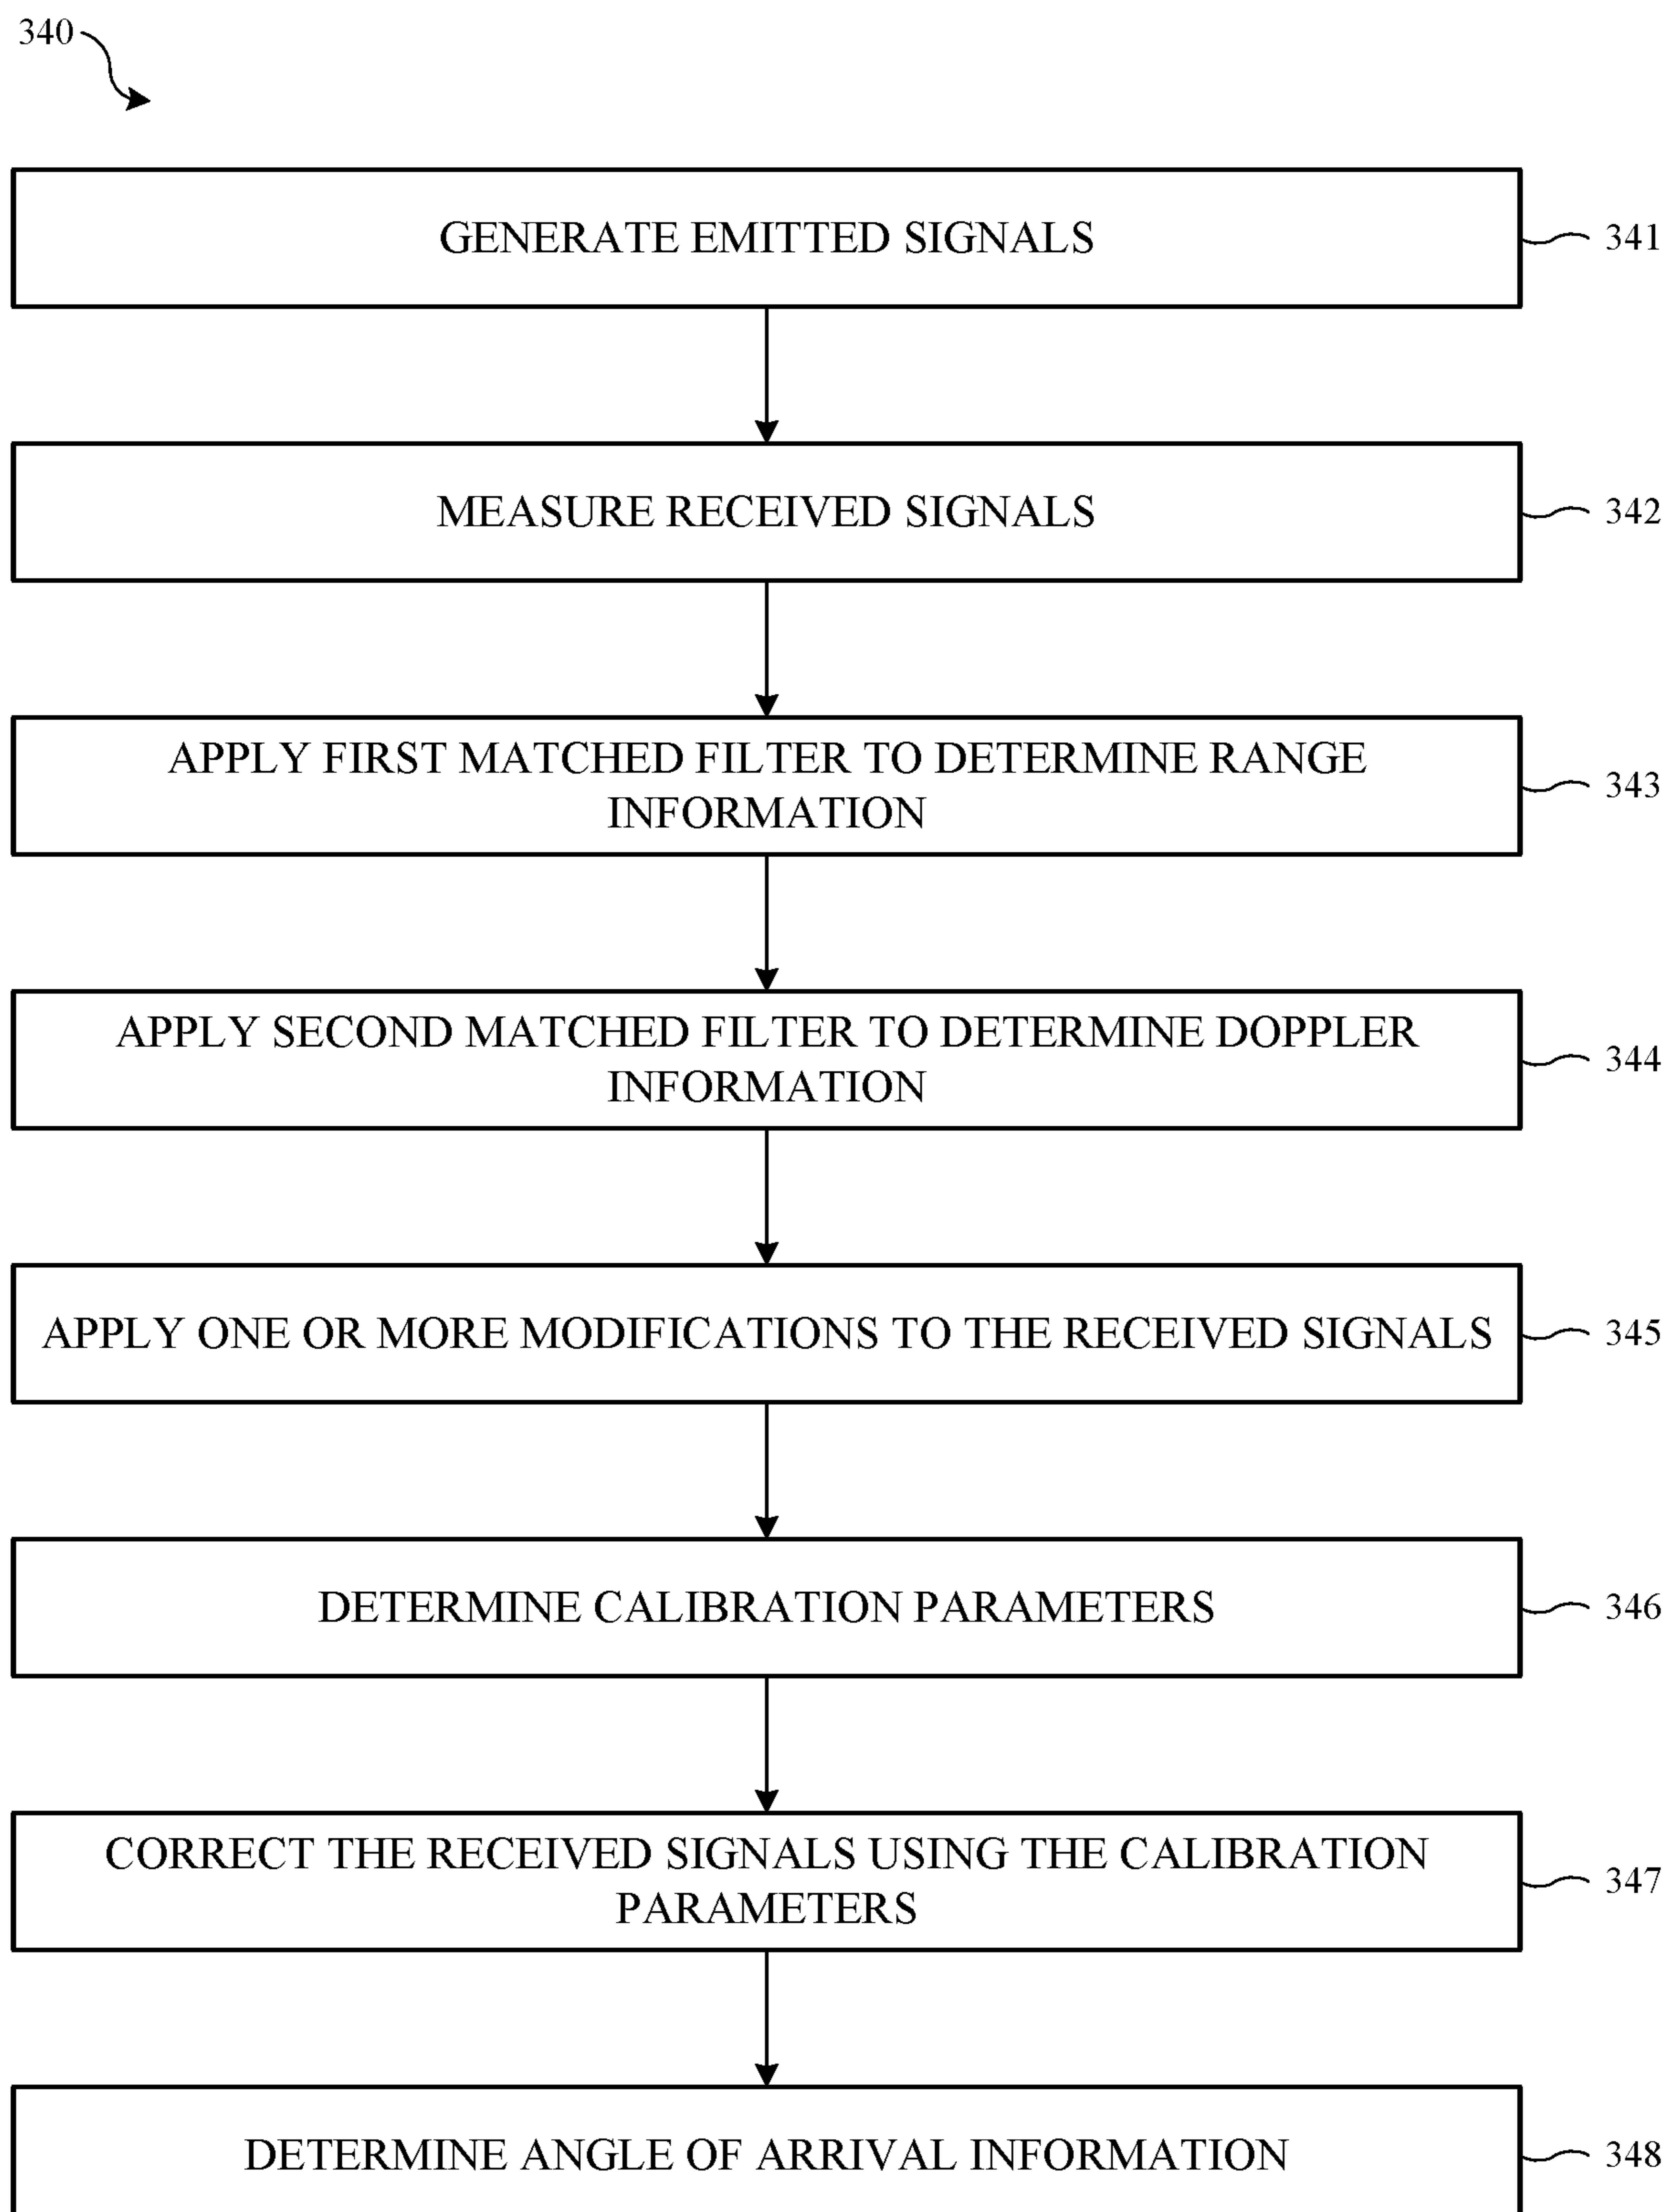 340
GENERATE EMITTED SIGNALS
341
MEASURE RECEIVED SIGNALS
342
APPLY FIRST MATCHED FILTER TO DETERMINE RANGE
INFORMATION
343
APPLY SECOND MATCHED FILTER TO DETERMINE DOPPLER
INFORMATION
344
APPLY ONE OR MORE MODIFICATIONS TO THE RECEIVED SIGNALS
345
DETERMINE CALIBRATION PARAMETERS
346
CORRECT THE RECEIVED SIGNALS USING THE CALIBRATION
PARAMETERS
347
DETERMINE ANGLE OF ARRIVAL INFORMATION
348